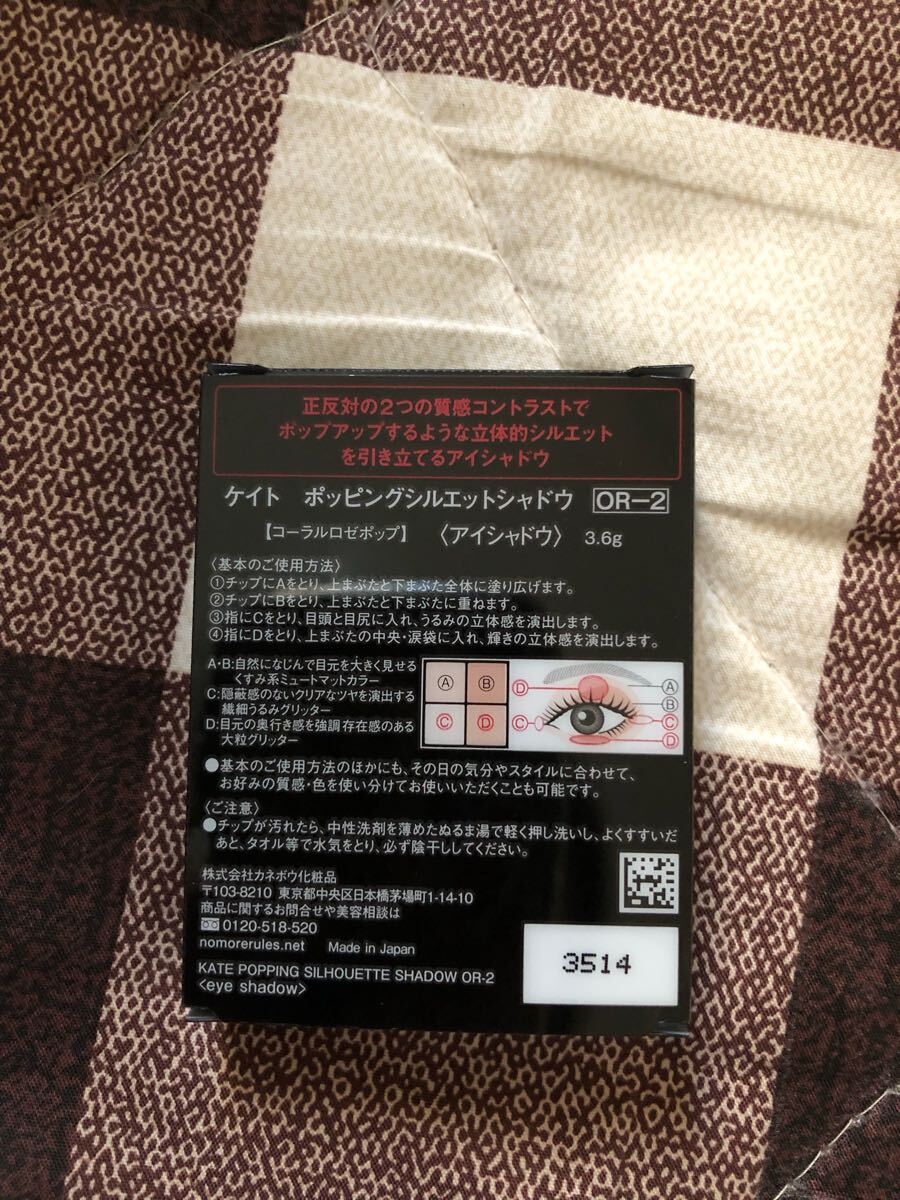 正反対の2つの質感コントラストで
ポップアップするような立体的シルエット
を引き立てるアイシャドウ
ケイト ポッピングシルエットシャドウ OR-2
【コーラルロゼポップ】 〈アイシャドウ〉 3.6g
〈基本のご使用方法〉
①チップにAをとり、上まぶたと下まぶた全体に塗り広げます。
②チップにBをとり、上まぶたと下まぶたに重ねます。
③指にCをとり、目頭と目尻に入れ、うるみの立体感を演出します。
④指にDをとり、上まぶたの中央・涙袋に入れ、輝きの立体感を演出します。
A・B:自然になじんで目元を大きく見せる
くすみ系ミュートマットカラー
C:隠蔽感のないクリアなツヤを演出する
繊細うるみグリッター
D:目元の奥行き感を強調 存在感のある
大粒グリッター
Ⓐ Ⓑ
Ⓒ Ⓓ
Ⓓ Ⓐ
Ⓑ
Ⓒ Ⓒ
Ⓓ
●基本のご使用方法のほかにも、その日の気分やスタイルに合わせて、
お好みの質感・色を使い分けてお使いいただくことも可能です。
〈ご注意〉
●チップが汚れたら、中性洗剤を薄めたぬるま湯で軽く押し洗いし、よくすすいだ
あと、タオル等で水気をとり、必ず陰干ししてください。
株式会社カネボウ化粧品
〒103-8210 東京都中央区日本橋茅場町1-14-10
商品に関するお問合せや美容相談は
0120-518-520
nomorerules.net Made in Japan
KATE POPPING SILHOUETTE SHADOW OR-2
<eye shadow>
3514